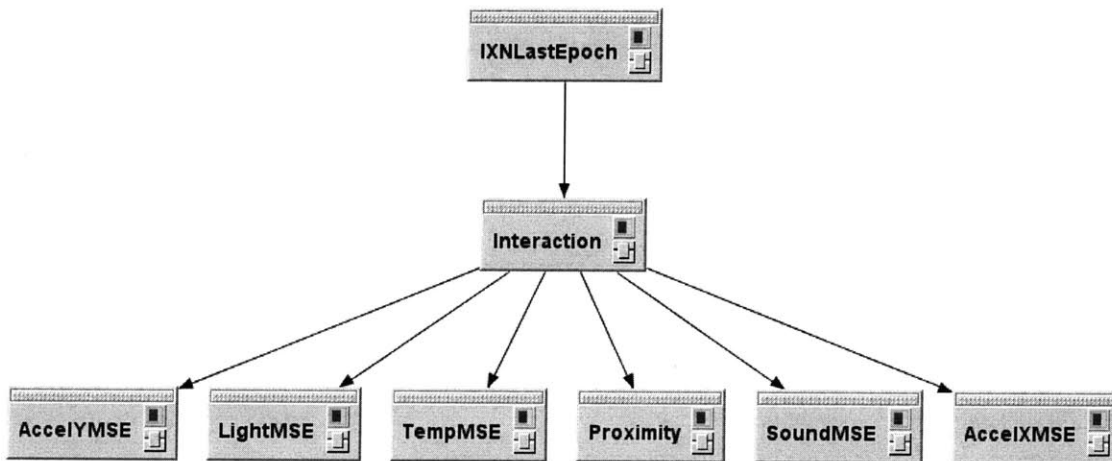 IXNLastEpoch
Interaction
AccelYMSE
LightMSE
TempMSE
Proximity
SoundMSE
AccelXMSE